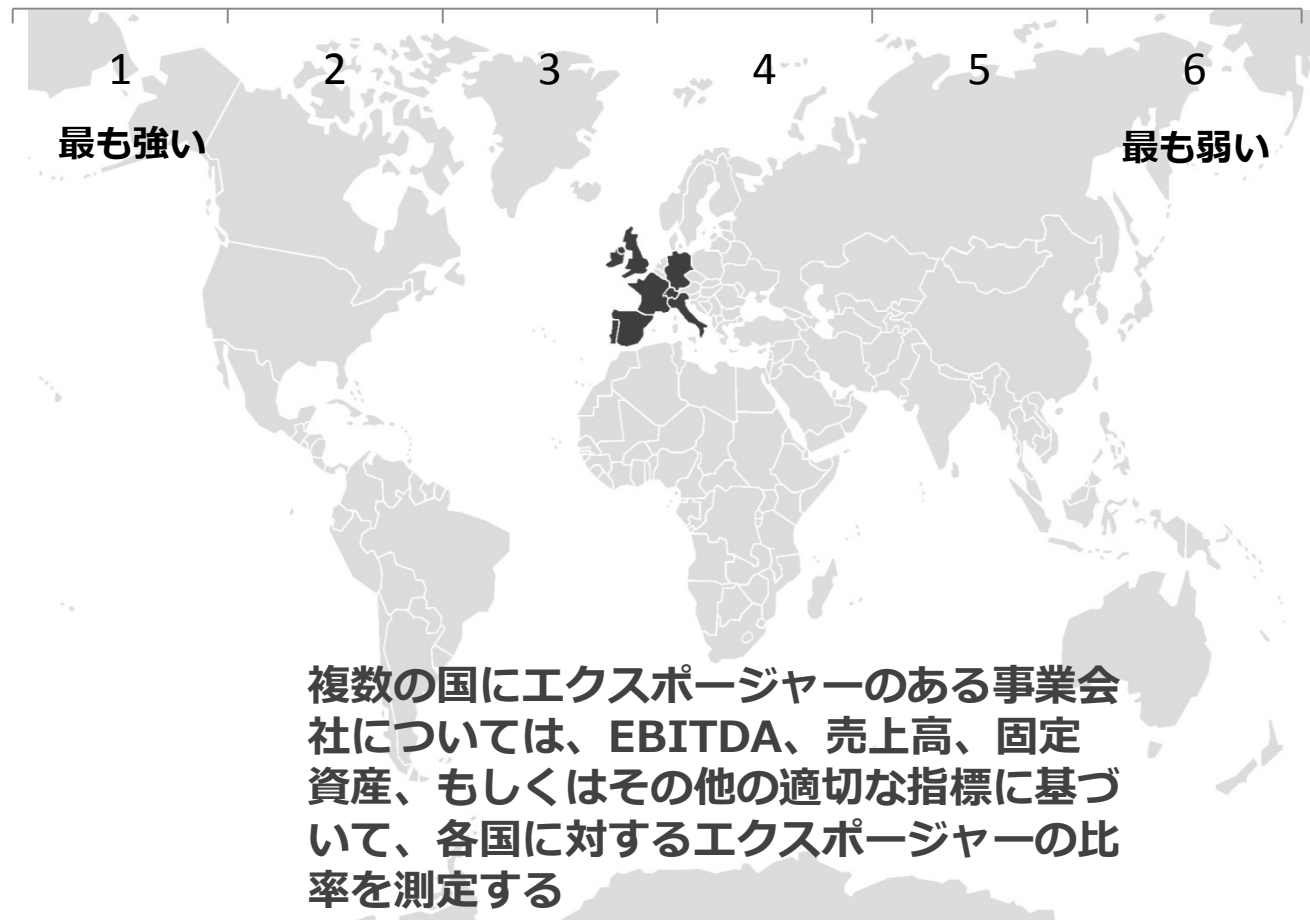 1 2 3 4 5 6
最も強い 最も弱い
複数の国にエクスポージャーのある事業会
社については、EBITDA、売上高、固定
資産、もしくはその他の適切な指標に基づ
いて、各国に対するエクスポージャーの比
率を測定する